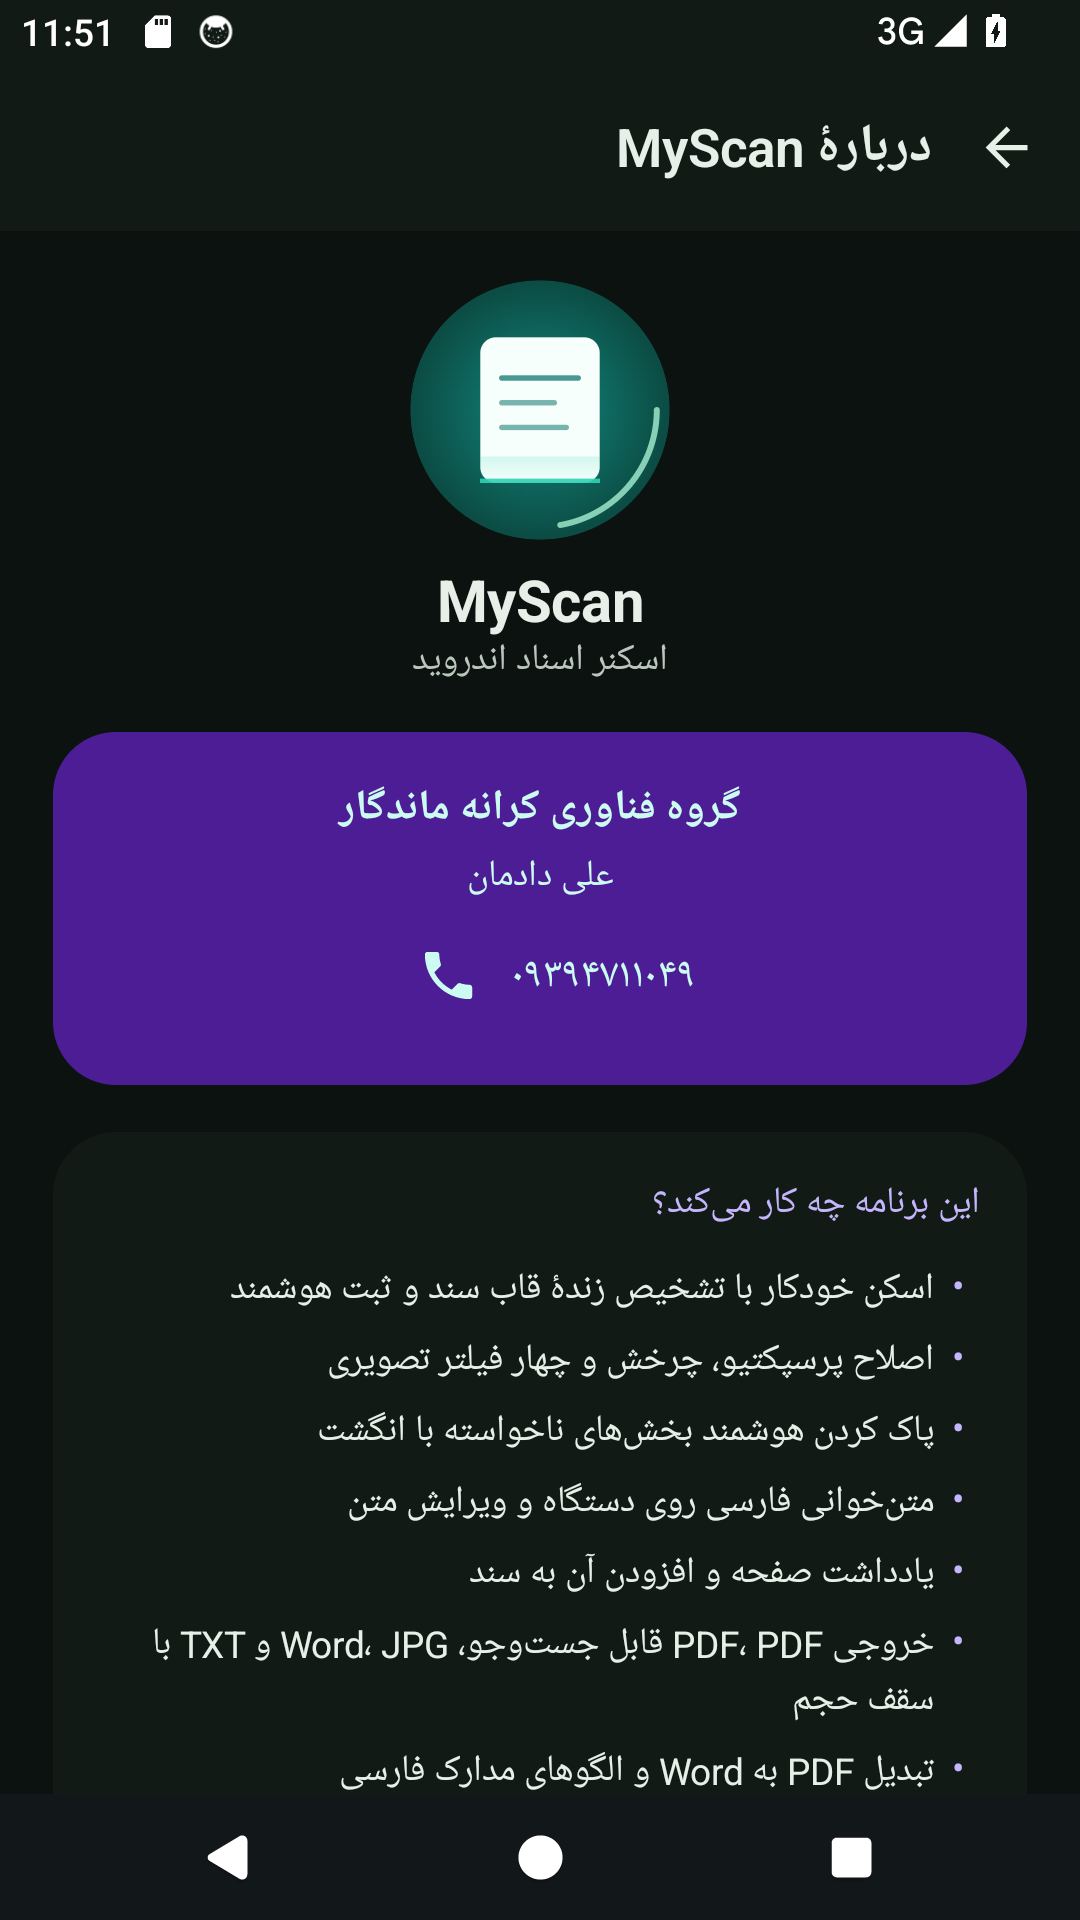 11:51
3G
دربارهٔ MyScan
MyScan
اسکنر اسناد اندروید
گروه فناوری کرانه ماندگار
علی دادمان
۰۹۳۹۴۷۱۱۰۴۹
این برنامه چه کار می‌کند؟
• اسکن خودکار با تشخیص زندهٔ قاب سند و ثبت هوشمند
• اصلاح پرسپکتیو، چرخش و چهار فیلتر تصویری
• پاک کردن هوشمند بخش‌های ناخواسته با انگشت
• متن‌خوانی فارسی روی دستگاه و ویرایش متن
• یادداشت صفحه و افزودن آن به سند
• خروجی PDF، PDF قابل جست‌وجو، Word، JPG و TXT با
سقف حجم
• تبدیل PDF به Word و الگوهای مدارک فارسی